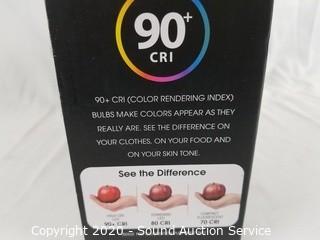 90+
CRI
90+ CRI (COLOR RENDERING INDEX)
BULBS MAKE COLORS APPEAR AS THEY
REALLY ARE. SEE THE DIFFERENCE ON
YOUR CLOTHES. ON YOUR FOOD AND
ON YOUR SKIN TONE.
See the Difference
90+ CRI
80 CRI
70 CRI
Copyright 2020 - Sound Auction Service